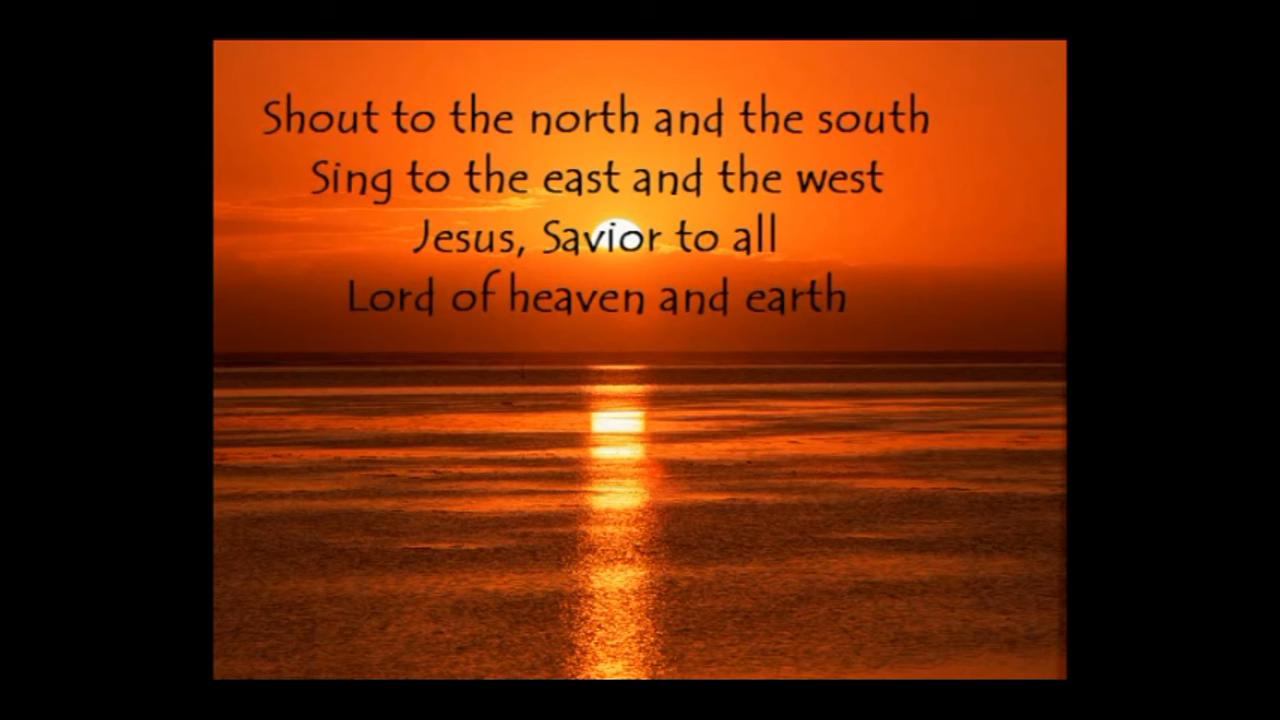 Shout to the north and the south
Sing to the east and the west
Jesus, Savior to all
Lord of heaven and earth